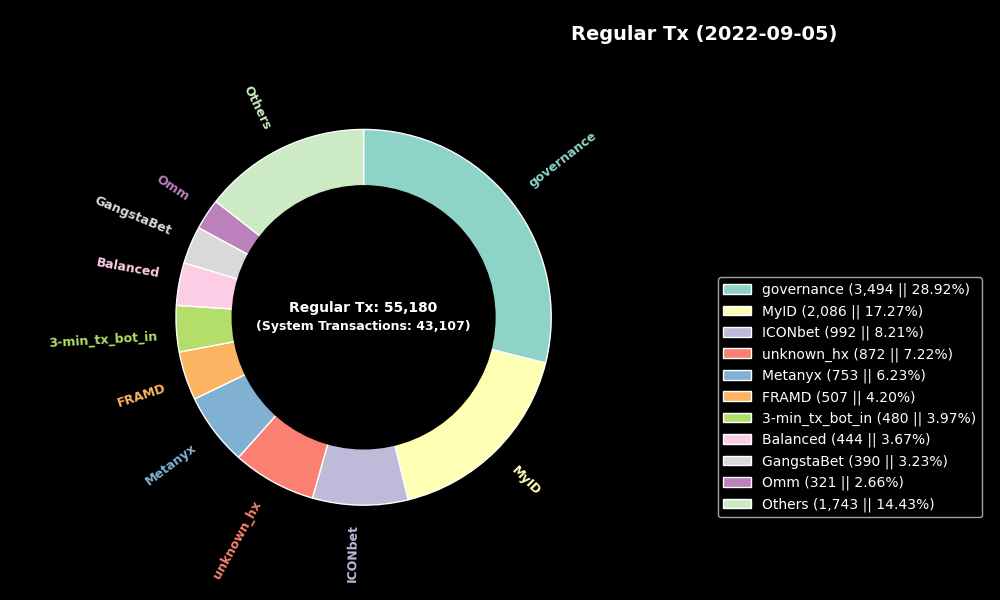 Regular Tx (2022-09-05)
Others
governance
Omm
GangstaBet
Balanced
3-min_tx_bot_in
FRAMD
Metanyx
unknown_hx
ICONbet
MyID
Regular Tx: 55,180
(System Transactions: 43,107)
governance (3,494 || 28.92%)
MyID (2,086 || 17.27%)
ICONbet (992 || 8.21%)
unknown_hx (872 || 7.22%)
Metanyx (753 || 6.23%)
FRAMD (507 || 4.20%)
3-min_tx_bot_in (480 || 3.97%)
Balanced (444 || 3.67%)
GangstaBet (390 || 3.23%)
Omm (321 || 2.66%)
Others (1,743 || 14.43%)